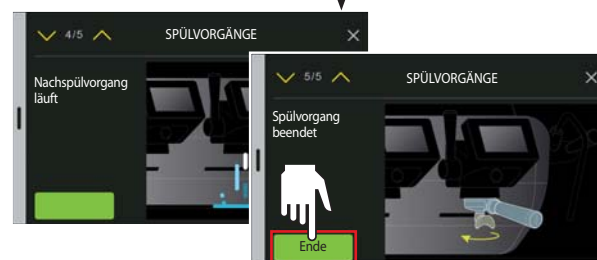 4/5 SPÜLVORGÄNGE
Nachspülvorgang
läuft
5/5 SPÜLVORGÄNGE
Spülvorgang
beendet
Ende